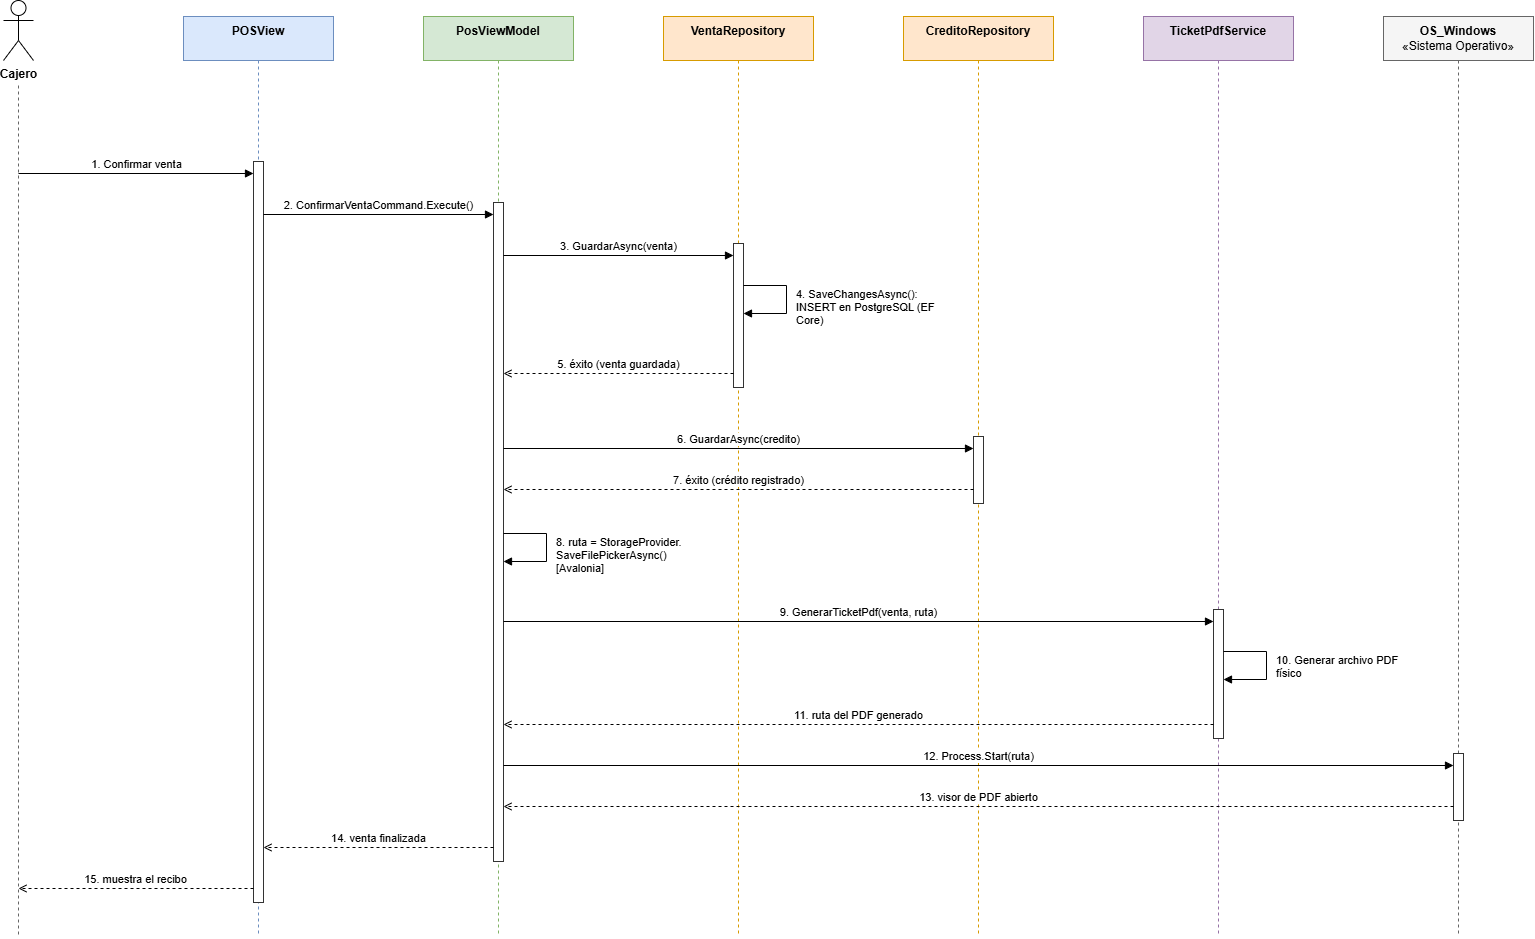 POSView
PosViewModel
VentaRepository
CreditoRepository
TicketPdfService
OS_Windows
«Sistema Operativo»
Cajero
1. Confirmar venta
2. ConfirmarVentaCommand.Execute()
3. GuardarAsync(venta)
4. SaveChangesAsync():
INSERT en PostgreSQL (EF
Core)
5. éxito (venta guardada)
6. GuardarAsync(credito)
7. éxito (crédito registrado)
8. ruta = StorageProvider.
SaveFilePickerAsync()
[Avalonia]
9. GenerarTicketPdf(venta, ruta)
10. Generar archivo PDF
físico
11. ruta del PDF generado
12. Process.Start(ruta)
13. visor de PDF abierto
14. venta finalizada
15. muestra el recibo